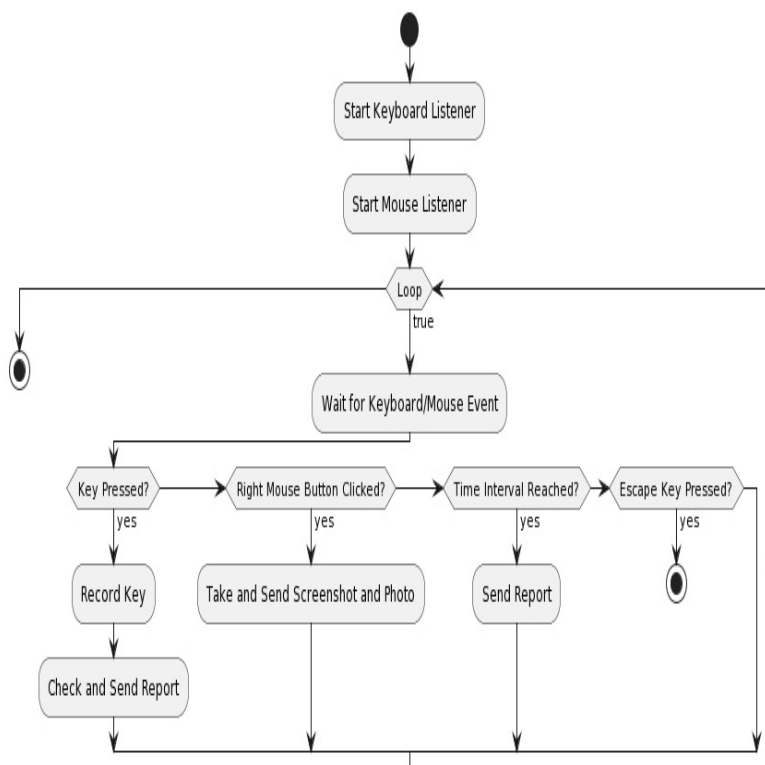 Start Keyboard Listener
Start Mouse Listener
Loop
true
Wait for Keyboard/Mouse Event
Key Pressed?
Right Mouse Button Clicked?
Time Interval Reached?
Escape Key Pressed?
yes
yes
yes
yes
Record Key
Take and Send Screenshot and Photo
Send Report
Check and Send Report